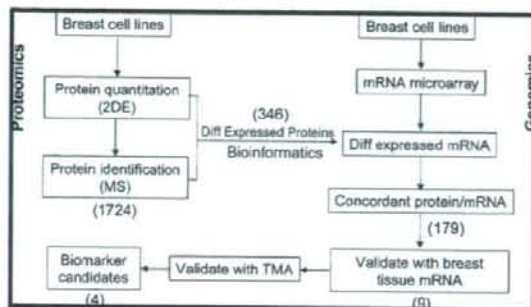 Proteomics
Breast cell lines
Protein quantitation
(2DE)
Protein identification
(MS)
(1724)
(346)
Diff Expressed Proteins
Bioinformatics
Breast cell lines
mRNA microarray
Diff expressed mRNA
Concordant protein/mRNA
(179)
Validate with breast
tissue mRNA
(9)
Validate with TMA
Biomarker
candidates
(4)
Genomics